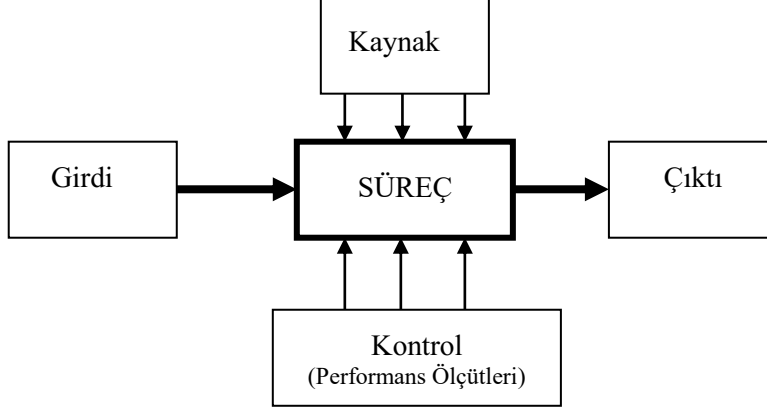 Kaynak
Girdi
SÜREÇ
Çıktı
Kontrol
(Performans Ölçütleri)